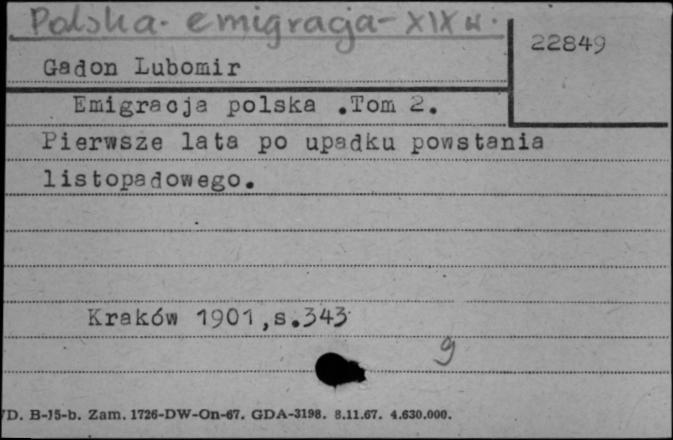 Polska - emigracja - XIX w.
22849
Gadon Lubomir
Emigracja polska .Tom 2.
Pierwsze lata po upadku powstania
listopadowego.
Kraków 1901,s.343
g
D. B-15-b. Zam. 1726-DW-On-67. GDA-3198. 8.11.67. 4.630.000.